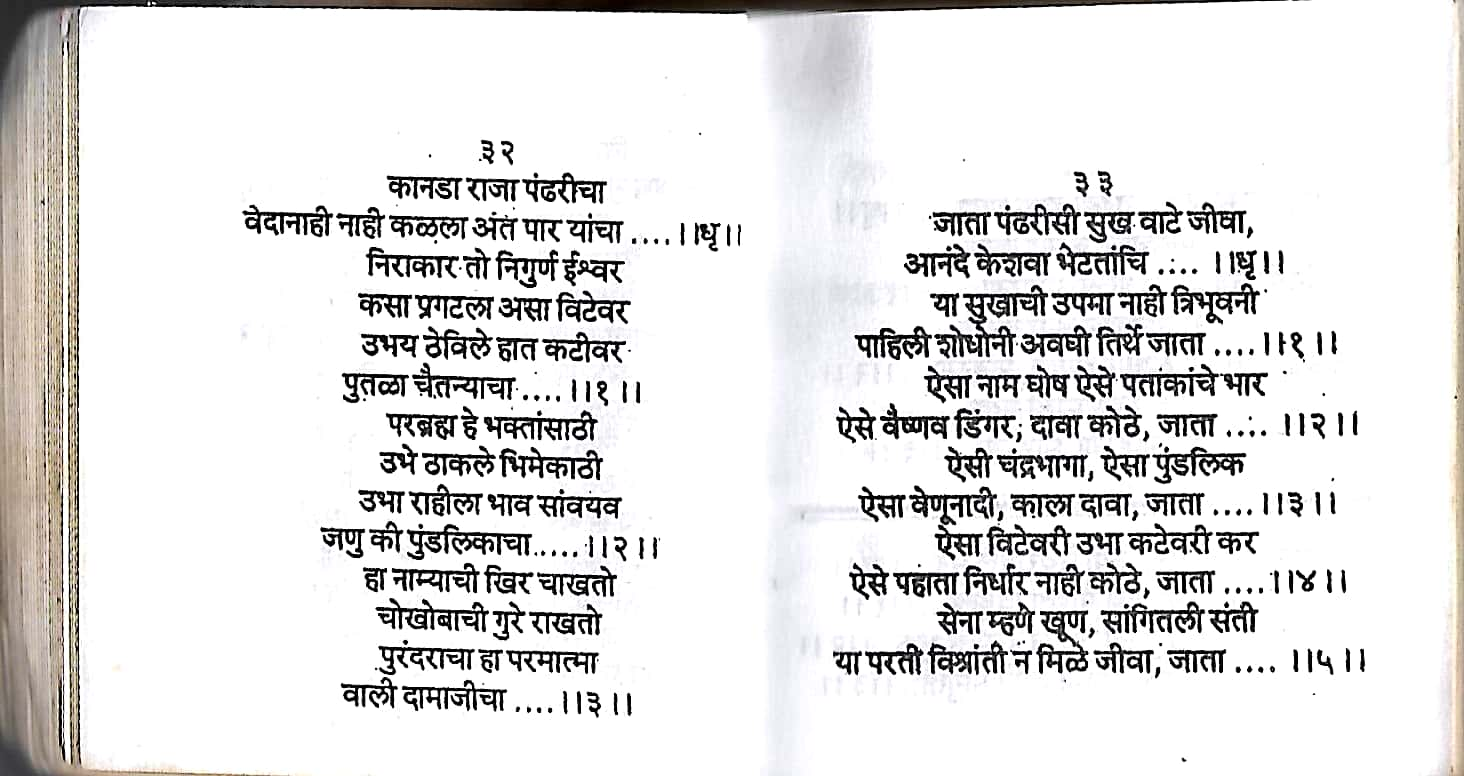 ३२
कानडा राजा पंढरीचा
वेदानाही नाही कळला अंत पार यांचा ....।।धृ।।
निराकार तो निगुर्ण ईश्वर
कसा प्रगटला असा विटेवर
उभय ठेविले हात कटीवर
पुतळा चैतन्याचा ....।।१।।
परब्रह्म हे भक्तांसाठी
उभे ठाकले भिमेकाठी
उभा राहीला भाव सांवयव
जणु की पुंडलिकाचा.....।।२।।
हा नाम्याची खिर चाखतो
चोखोबाची गुरे राखतो
पुरंदराचा हा परमात्मा
वाली दामाजीचा ....।।३।।
३३
जाता पंढरीसी सुख वाटे जीवा,
आनंदे केशवा भेटतांचि .... ।।धृ।।
या सुखाची उपमा नाही त्रिभूवनी
पाहिली शोधोनी अवघी तिर्थे जाता ....।।१।।
ऐसा नाम घोष ऐसे पताकांचे भार
ऐसे वैष्णव डिंगर, दावा कोठे, जाता .... ।।२।।
ऐसी चंद्रभागा, ऐसा पुंडलिक
ऐसा वेणूनादी, काला दावा, जाता ....।।३।।
ऐसा विटेवरी उभा कटेवरी कर
ऐसे पहाता निर्धार नाही कोठे, जाता ....।।४।।
सेना म्हणे खूण, सांगितली संती
या परती विश्रांती न मिळे जीवा, जाता .... ।।५।।